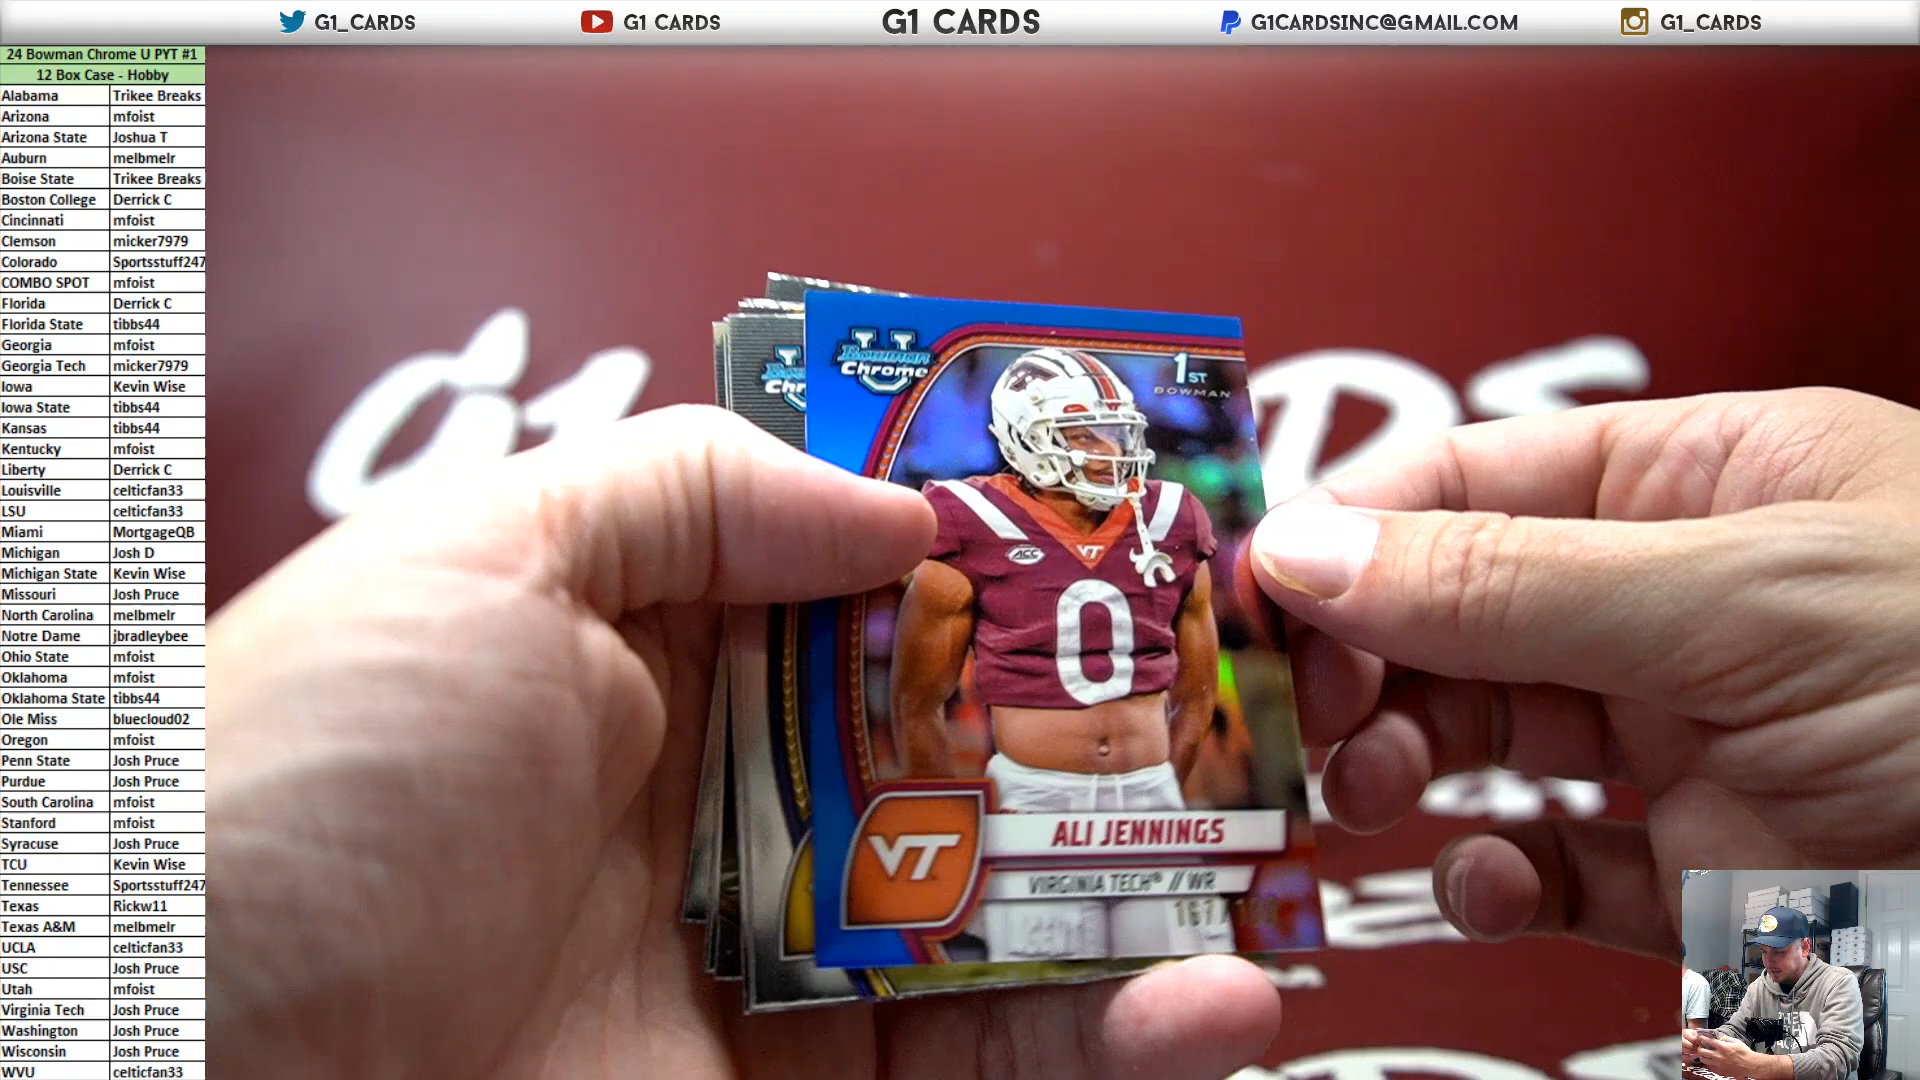 G1_CARDS
G1 CARDS
G1 CARDS
G1CARDSINC@GMAIL.COM
G1_CARDS
24 Bowman Chrome U PYT #1
12 Box Case - Hobby
Alabama Trikee Breaks
Arizona mfoist
Arizona State Joshua T
Auburn melbmelr
Boise State Trikee Breaks
Boston College Derrick C
Cincinnati mfoist
Clemson micker7979
Colorado Sportsstuff247
COMBO SPOT mfoist
Florida Derrick C
Florida State tibbs44
Georgia mfoist
Georgia Tech micker7979
Iowa Kevin Wise
Iowa State tibbs44
Kansas tibbs44
Kentucky mfoist
Liberty Derrick C
Louisville celticfan33
LSU celticfan33
Miami MortgageQB
Michigan Josh D
Michigan State Kevin Wise
Missouri Josh Pruce
North Carolina melbmelr
Notre Dame jbradleybee
Ohio State mfoist
Oklahoma mfoist
Oklahoma State tibbs44
Ole Miss bluecloud02
Oregon mfoist
Penn State Josh Pruce
Purdue Josh Pruce
South Carolina mfoist
Stanford mfoist
Syracuse Josh Pruce
TCU Kevin Wise
Tennessee Sportsstuff247
Texas Rickw11
Texas A&M melbmelr
UCLA celticfan33
USC Josh Pruce
Utah mfoist
Virginia Tech Josh Pruce
Washington Josh Pruce
Wisconsin Josh Pruce
WVU celticfan33
U
Bowman
Chrome
1ST
BOWMAN
ACC
VT
0
VT
ALI JENNINGS
VIRGINIA TECH® // WR